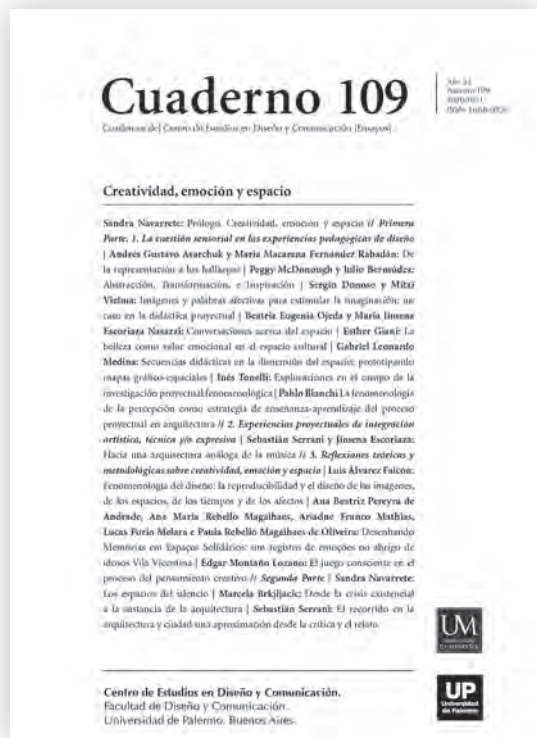 Cuaderno 109
Cuadernos del Centro de Estudios en Diseño y Comunicación [Ensayos]
Creatividad, emoción y espacio
Sandra Navarrete: Prólogo. Creatividad, emoción y espacio // Primera
Parte. 1. La cuestión sensorial en las experiencias pedagógicas de diseño
| Andrés Gustavo Asarchuk y María Macarena Fernández Rabadán: De
la representación a los hallazgos | Peggy McDonough y Julio Bermúdez:
Abstracción, Transformación, e Inspiración | Sergio Donoso y Mitzi
Vielma: Imágenes y palabras afectivas para estimular la imaginación: un
caso en la didáctica proyectual | Beatriz Eugenia Ojeda y María Jimena
Escoriaza Nasazzi: Conversaciones acerca del espacio | Esther Giani: La
belleza como valor emocional en el espacio cultural | Gabriel Leonardo
Medina: Secuencias didácticas en la dimensión del espacio: prototipando
mapas gráfico-espaciales | Inés Tonelli: Exploraciones en el campo de la
investigación proyectual fenomenológica | Pablo Bianchi La fenomenología
de la percepción como estrategia de enseñanza-aprendizaje del proceso
proyectual en arquitectura // 2. Experiencias proyectuales de integración
artística, técnica y/o expresiva | Sebastián Serrani y Jimena Escoriaza:
Hacia una arquitectura análoga de la música // 3. Reflexiones teóricas y
metodológicas sobre creatividad, emoción y espacio | Luis Álvarez Falcón:
Fenomenología del diseño: la reproducibilidad y el diseño de las imágenes,
de los espacios, de los tiempos y de los afectos | Ana Beatriz Pereyra de
Andrade, Ana Maria Rebello Magalhaes, Ariadne Franco Mathias,
Lucas Furio Melara e Paula Rebello Magalhaes de Oliveira: Desenhando
Memórias em Espaços Solidários: um registro de emoções no abrigo de
idosos Vila Vicentina | Edgar Montaño Lozano: El juego consciente en el
proceso del pensamiento creativo // Segunda Parte | Sandra Navarrete:
Los espacios del silencio | Marcela Brkljacic: Desde la crisis existencial
a la sustancia de la arquitectura | Sebastián Serrani: El recorrido en la
arquitectura y ciudad una aproximación desde la crítica y el relato.
UM
UP
Universidad
de Palermo
Centro de Estudios en Diseño y Comunicación.
Facultad de Diseño y Comunicación.
Universidad de Palermo. Buenos Aires.